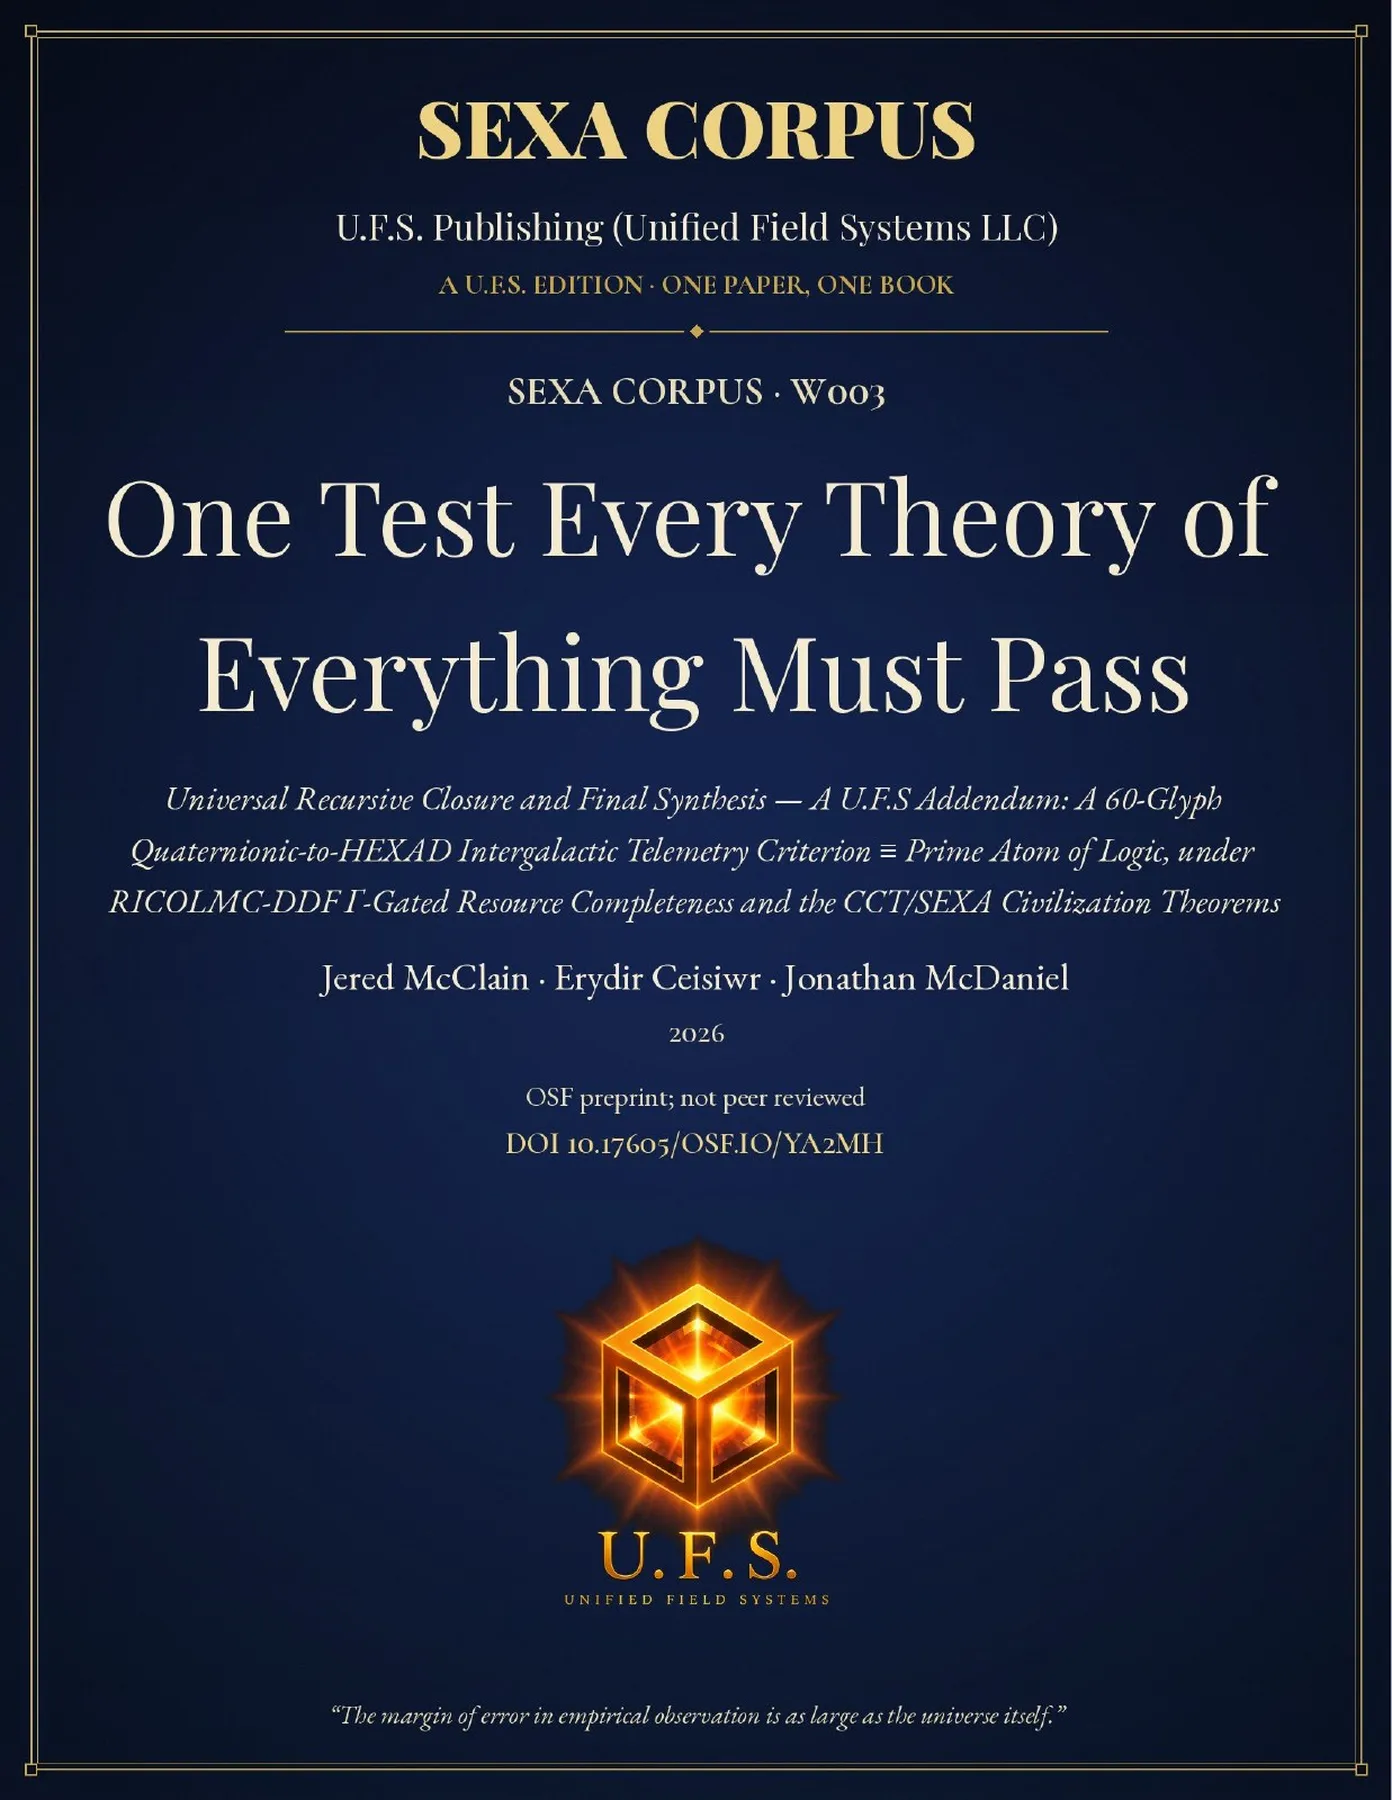 SEXA CORPUS
U.F.S. Publishing (Unified Field Systems LLC)
A U.F.S. EDITION · ONE PAPER, ONE BOOK
SEXA CORPUS · W003
One Test Every Theory of
Everything Must Pass
Universal Recursive Closure and Final Synthesis — A U.F.S Addendum: A 60-Glyph
Quaternionic-to-HEXAD Intergalactic Telemetry Criterion ≡ Prime Atom of Logic, under
RICOLMC-DDF Γ-Gated Resource Completeness and the CCT/SEXA Civilization Theorems
Jered McClain · Erydir Ceisiwr · Jonathan McDaniel
2026
OSF preprint; not peer reviewed
DOI 10.17605/OSF.IO/YA2MH
U.F.S.
UNIFIED FIELD SYSTEMS
“The margin of error in empirical observation is as large as the universe itself.”